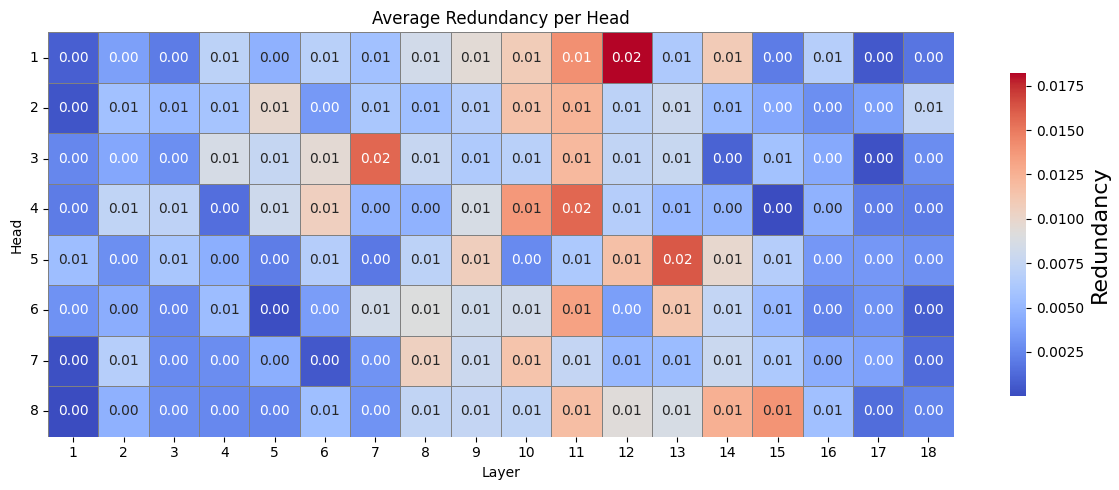 Average Redundancy per Head
1 0.00 0.00 0.00 0.01 0.00 0.01 0.01 0.01 0.01 0.01 0.01 0.02 0.01 0.01 0.00 0.01 0.00 0.00
2 0.00 0.01 0.01 0.01 0.01 0.00 0.01 0.01 0.01 0.01 0.01 0.01 0.01 0.01 0.00 0.00 0.00 0.01
3 0.00 0.00 0.00 0.01 0.01 0.01 0.02 0.01 0.01 0.01 0.01 0.01 0.01 0.00 0.01 0.00 0.00 0.00
4 0.00 0.01 0.01 0.00 0.01 0.01 0.00 0.00 0.01 0.01 0.02 0.01 0.01 0.00 0.00 0.00 0.00 0.00
5 0.01 0.00 0.01 0.00 0.00 0.01 0.00 0.01 0.01 0.00 0.01 0.01 0.02 0.01 0.01 0.00 0.00 0.00
6 0.00 0.00 0.00 0.01 0.00 0.00 0.01 0.01 0.01 0.01 0.01 0.00 0.01 0.01 0.01 0.00 0.00 0.00
7 0.00 0.01 0.00 0.00 0.00 0.00 0.00 0.01 0.01 0.01 0.01 0.01 0.01 0.01 0.01 0.00 0.00 0.00
8 0.00 0.00 0.00 0.00 0.00 0.01 0.00 0.01 0.01 0.01 0.01 0.01 0.01 0.01 0.01 0.01 0.00 0.00
1 2 3 4 5 6 7 8 9 10 11 12 13 14 15 16 17 18
Layer
Head
0.0175
0.0150
0.0125
0.0100
0.0075
0.0050
0.0025
Redundancy